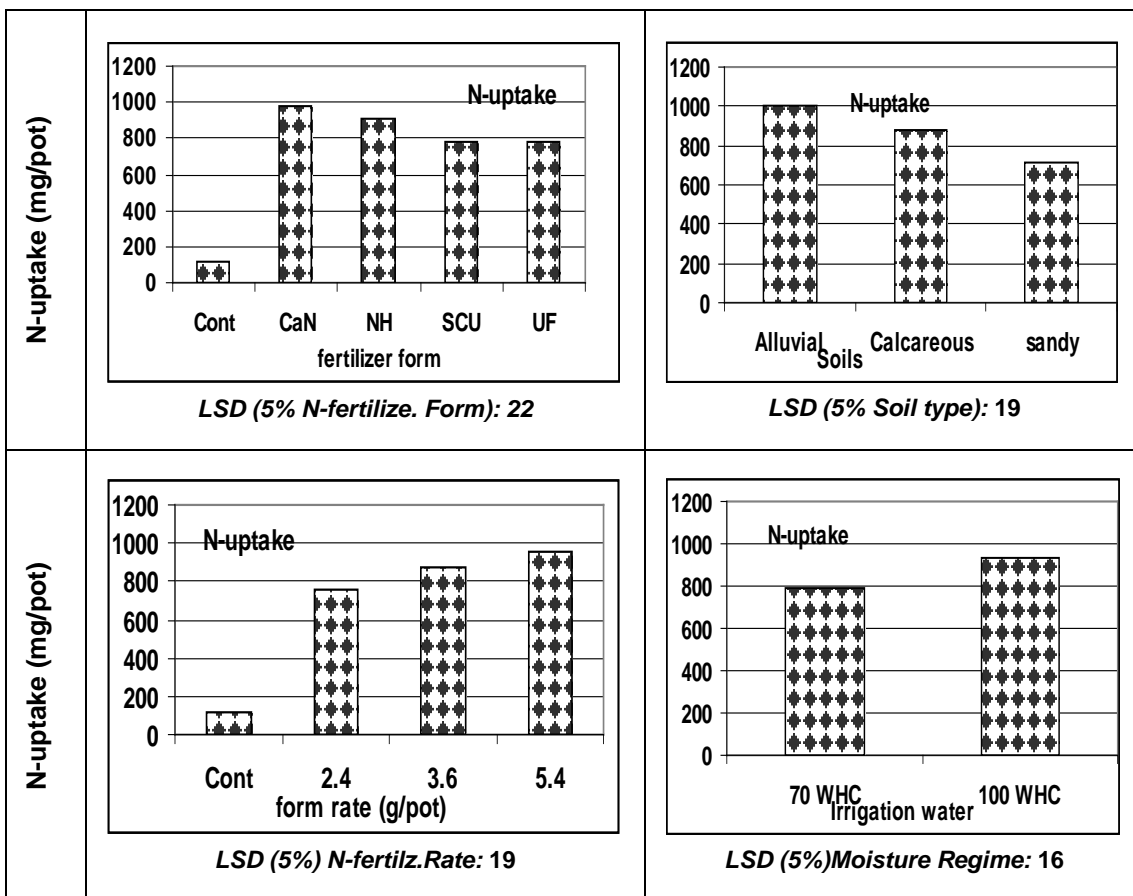 N-uptake (mg/pot)
1200
1000
800
600
400
200
0
N-uptake
Cont CaN NH SCU UF
fertilizer form
LSD (5% N-fertilize. Form): 22
1200
1000
800
600
400
200
0
N-uptake
Alluvial Calcareous sandy
Soils
LSD (5% Soil type): 19
N-uptake (mg/pot)
1200
1000
800
600
400
200
0
N-uptake
Cont 2.4 3.6 5.4
form rate (g/pot)
LSD (5%) N-fertilz.Rate: 19
1200
1000
800
600
400
200
0
N-uptake
70 WHC 100 WHC
Irrigation water
LSD (5%)Moisture Regime: 16